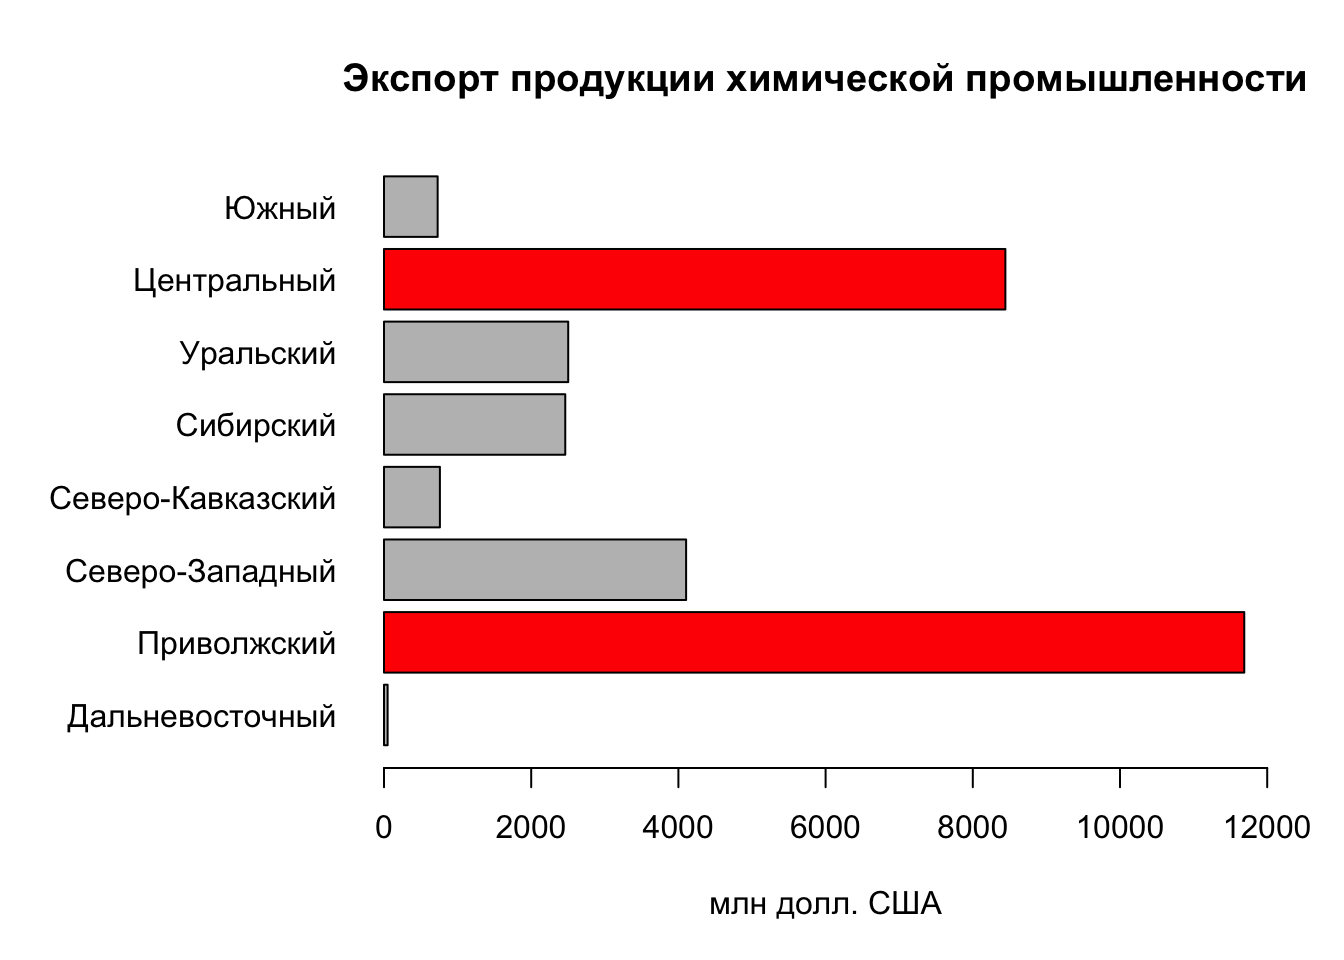 Экспорт продукции химической промышленности
Южный
Центральный
Уральский
Сибирский
Северо-Кавказский
Северо-Западный
Приволжский
Дальневосточный
0 2000 4000 6000 8000 10000 12000
млн долл. США